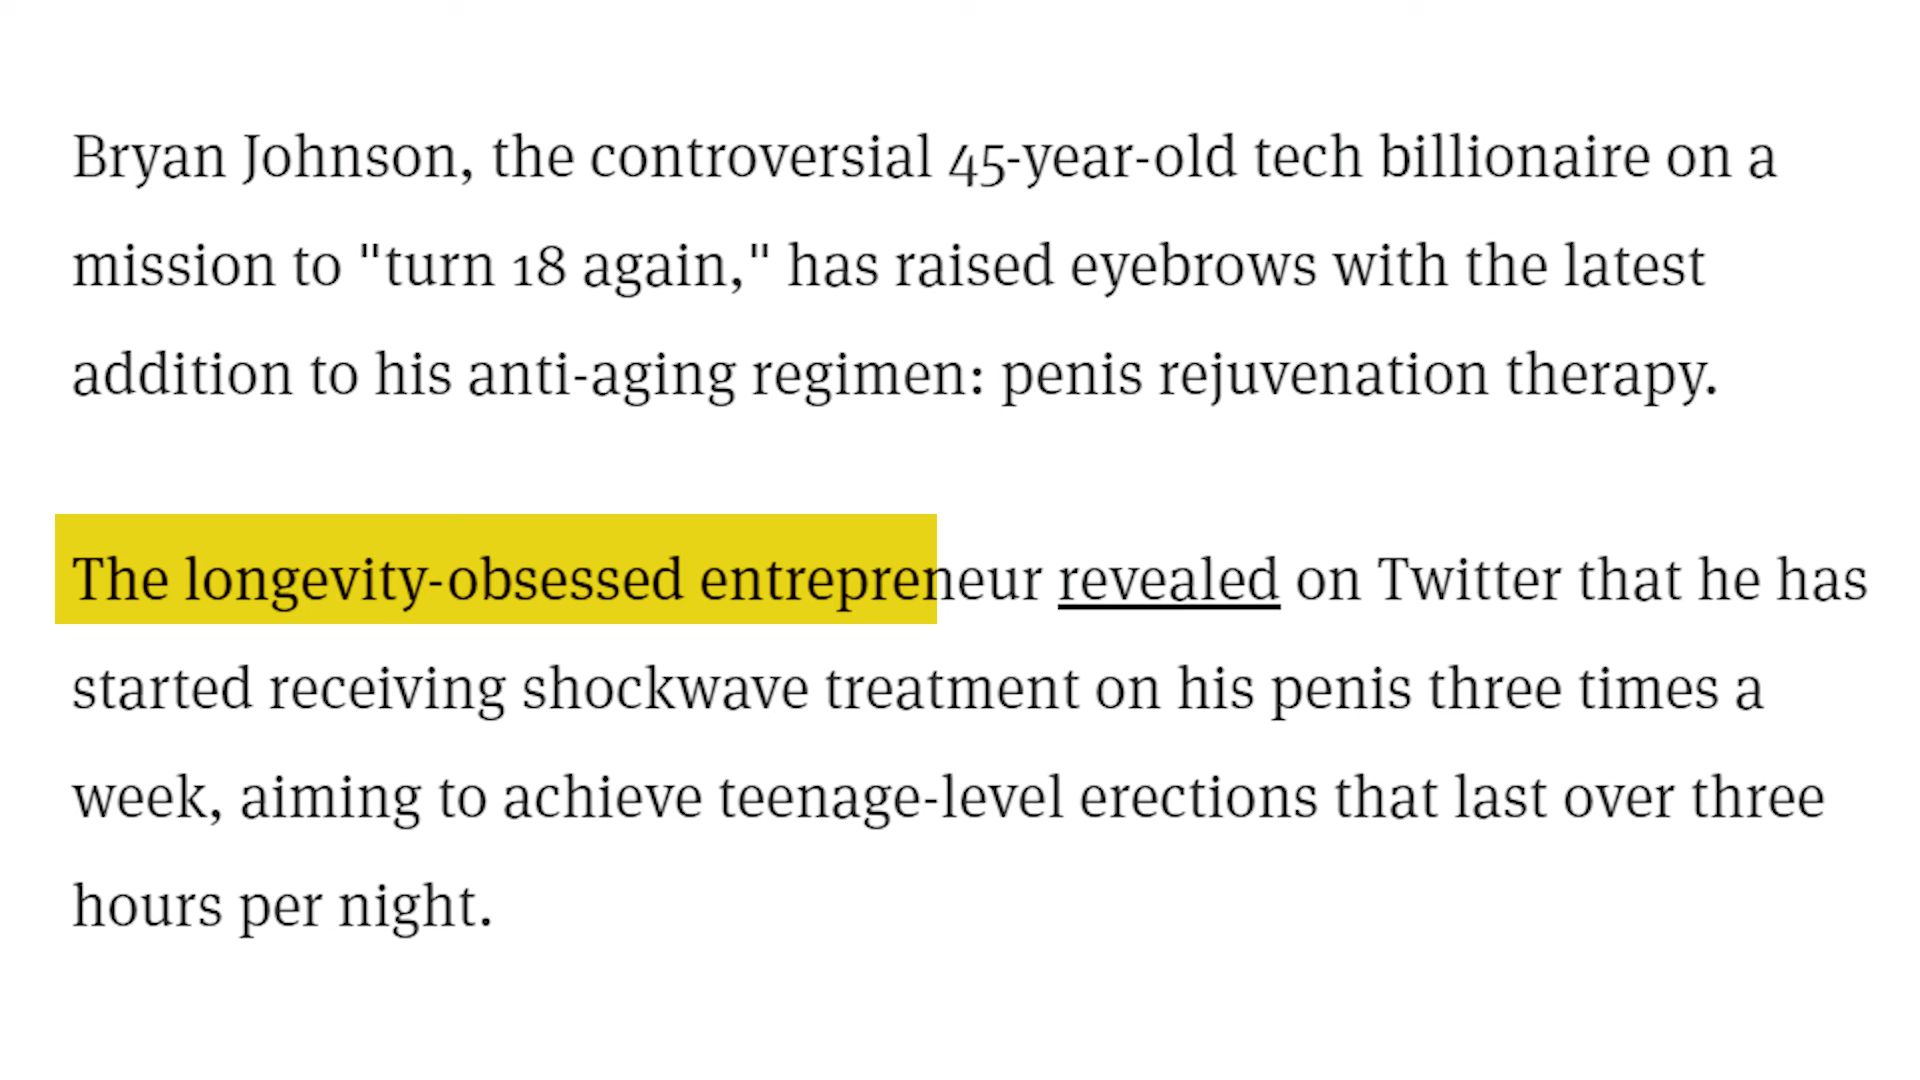 Bryan Johnson, the controversial 45-year-old tech billionaire on a
mission to "turn 18 again," has raised eyebrows with the latest
addition to his anti-aging regimen: penis rejuvenation therapy.
The longevity-obsessed entrepreneur revealed on Twitter that he has
started receiving shockwave treatment on his penis three times a
week, aiming to achieve teenage-level erections that last over three
hours per night.